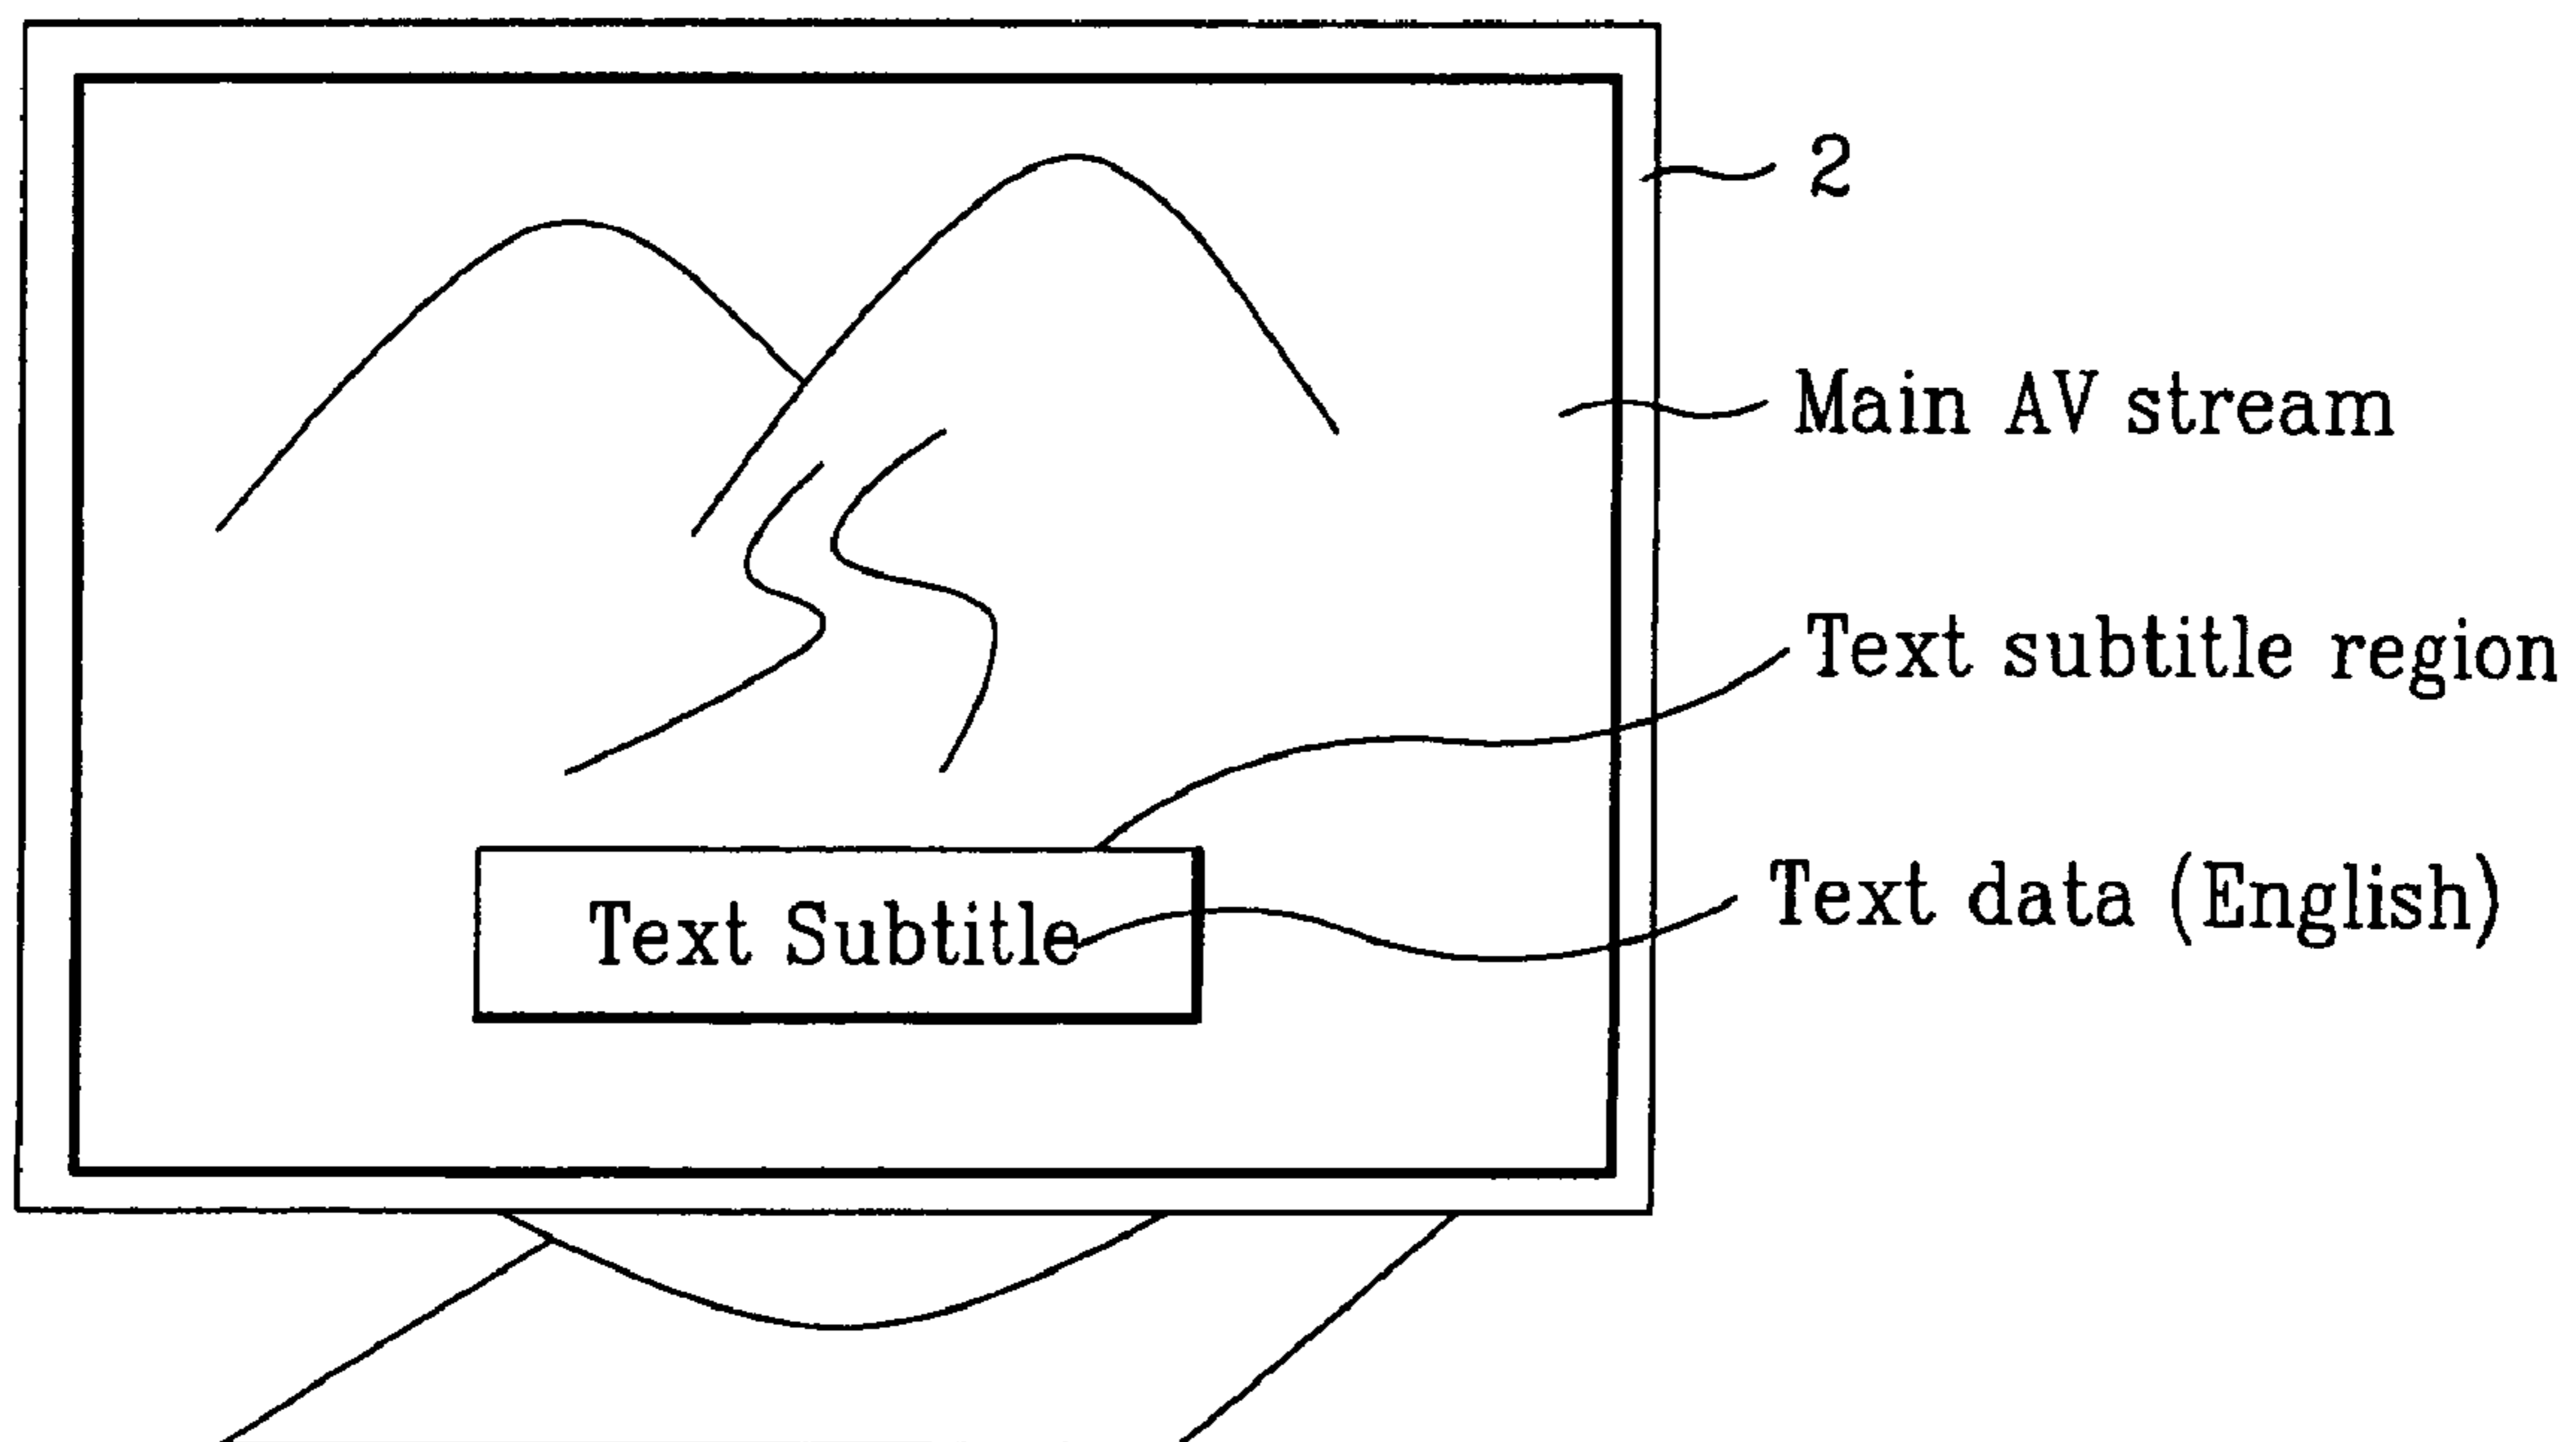 2
Main AV stream
Text subtitle region
Text data (English)
Text Subtitle